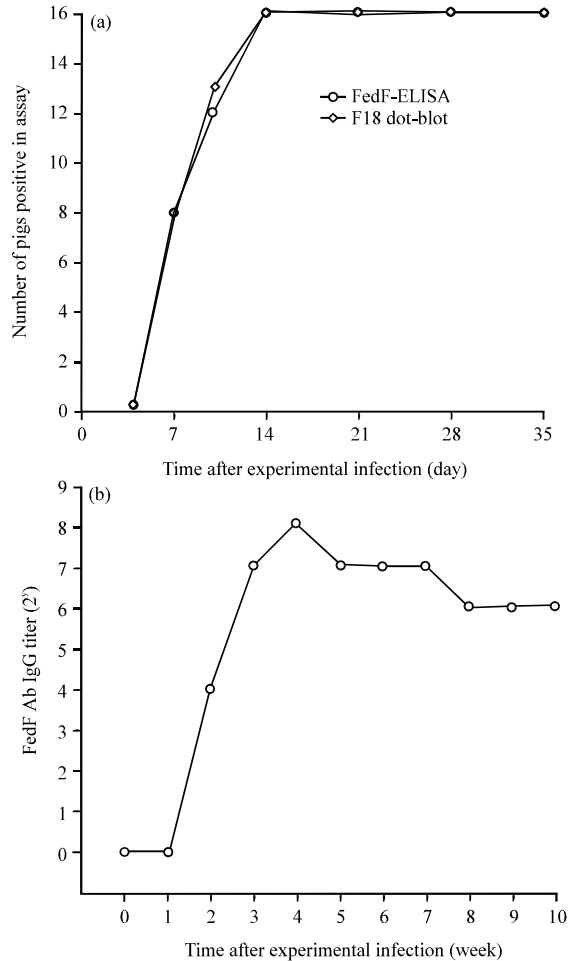 (a)
16
14
12
10
16
8
6
4
2
0
FedF-ELISA
F18 dot-blot
Number of pigs positive in assay
0 7 14 21 28 35
Time after experimental infection (day)
(b)
9
8
7
6
5
4
3
2
1
0
FedF Ab IgG titer (2ʸ)
0 1 2 3 4 5 6 7 8 9 10
Time after experimental infection (week)